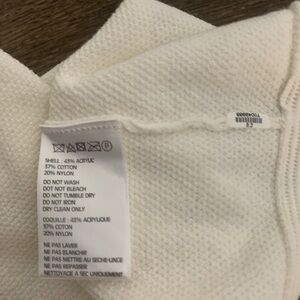 SHELL : 43% ACRYLIC
37% COTTON
20% NYLON
DO NOT WASH
DOT NOT BLEACH
DO NOT TUMBLE DRY
DO NOT IRON
DRY CLEAN ONLY
COQUILLE : 43% ACRYLIQUE
37% COTON
20% NYLON
NE PAS LAVER
NE PAS BLANCHIR
NE PAS METTRE AU SECHE-LINGE
NE PAS REPASSER
NETTOYAGE A SEC UNIQUEMENT